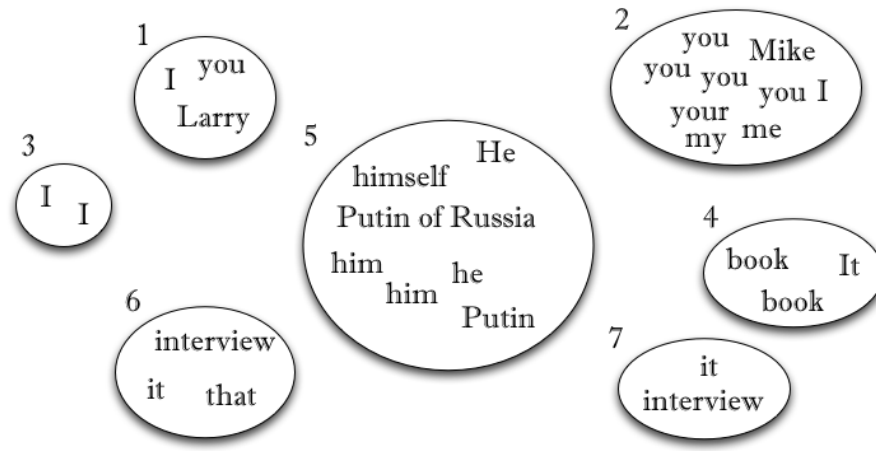 1
I you
Larry
2
you Mike
you you
you I
your
my me
3
I
I
4
book It
book
5
He
himself
Putin of Russia
him he
him
Putin
6
interview
it that
7
it
interview